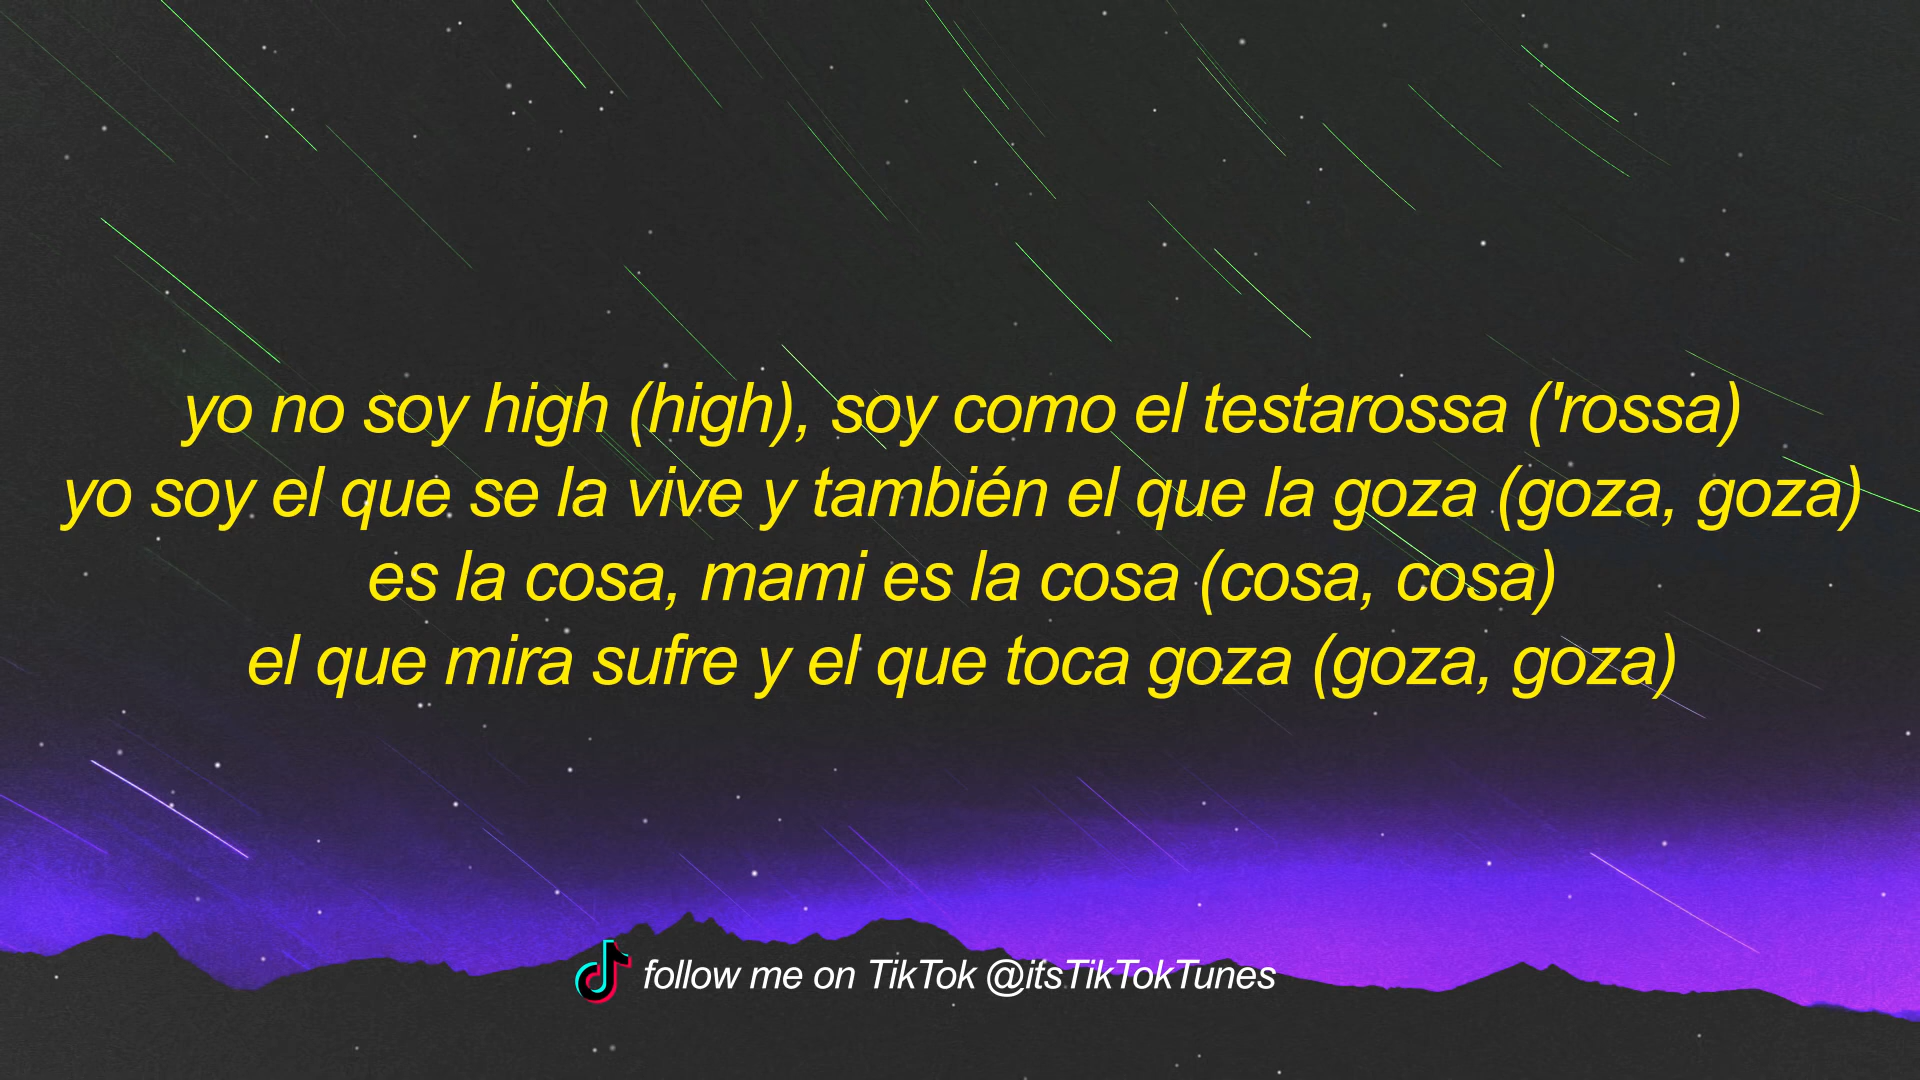 yo no soy high (high), soy como el testarossa ('rossa)
yo soy el que se la vive y también el que la goza (goza, goza)
es la cosa, mami es la cosa (cosa, cosa)
el que mira sufre y el que toca goza (goza, goza)
follow me on TikTok @itsTikTokTunes